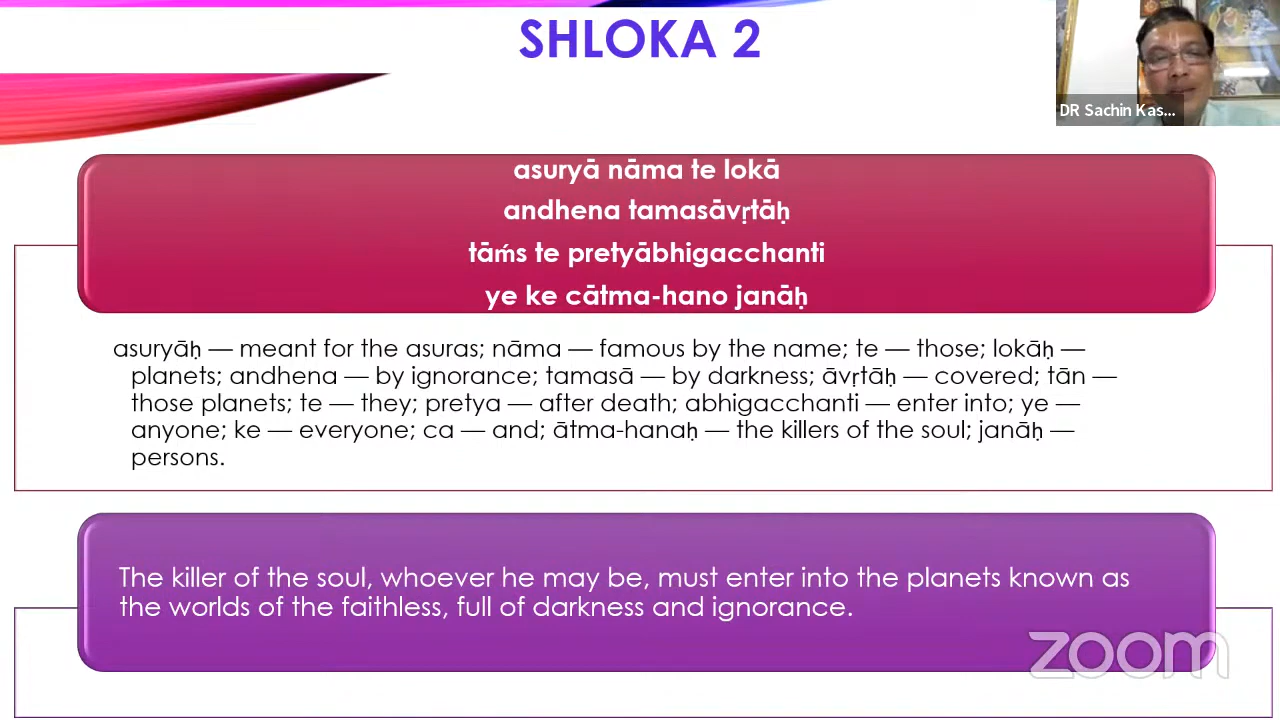 SHLOKA 2
DR Sachin Kas...
asuryā nāma te lokā
andhena tamasāvṛtāḥ
tāḿs te pretyābhigacchanti
ye ke cātma-hano janāḥ
asuryāḥ — meant for the asuras; nāma — famous by the name; te — those; lokāḥ —
planets; andhena — by ignorance; tamasā — by darkness; āvṛtāḥ — covered; tān —
those planets; te — they; pretya — after death; abhigacchanti — enter into; ye —
anyone; ke — everyone; ca — and; ātma-hanaḥ — the killers of the soul; janāḥ —
persons.
The killer of the soul, whoever he may be, must enter into the planets known as
the worlds of the faithless, full of darkness and ignorance.
zoom